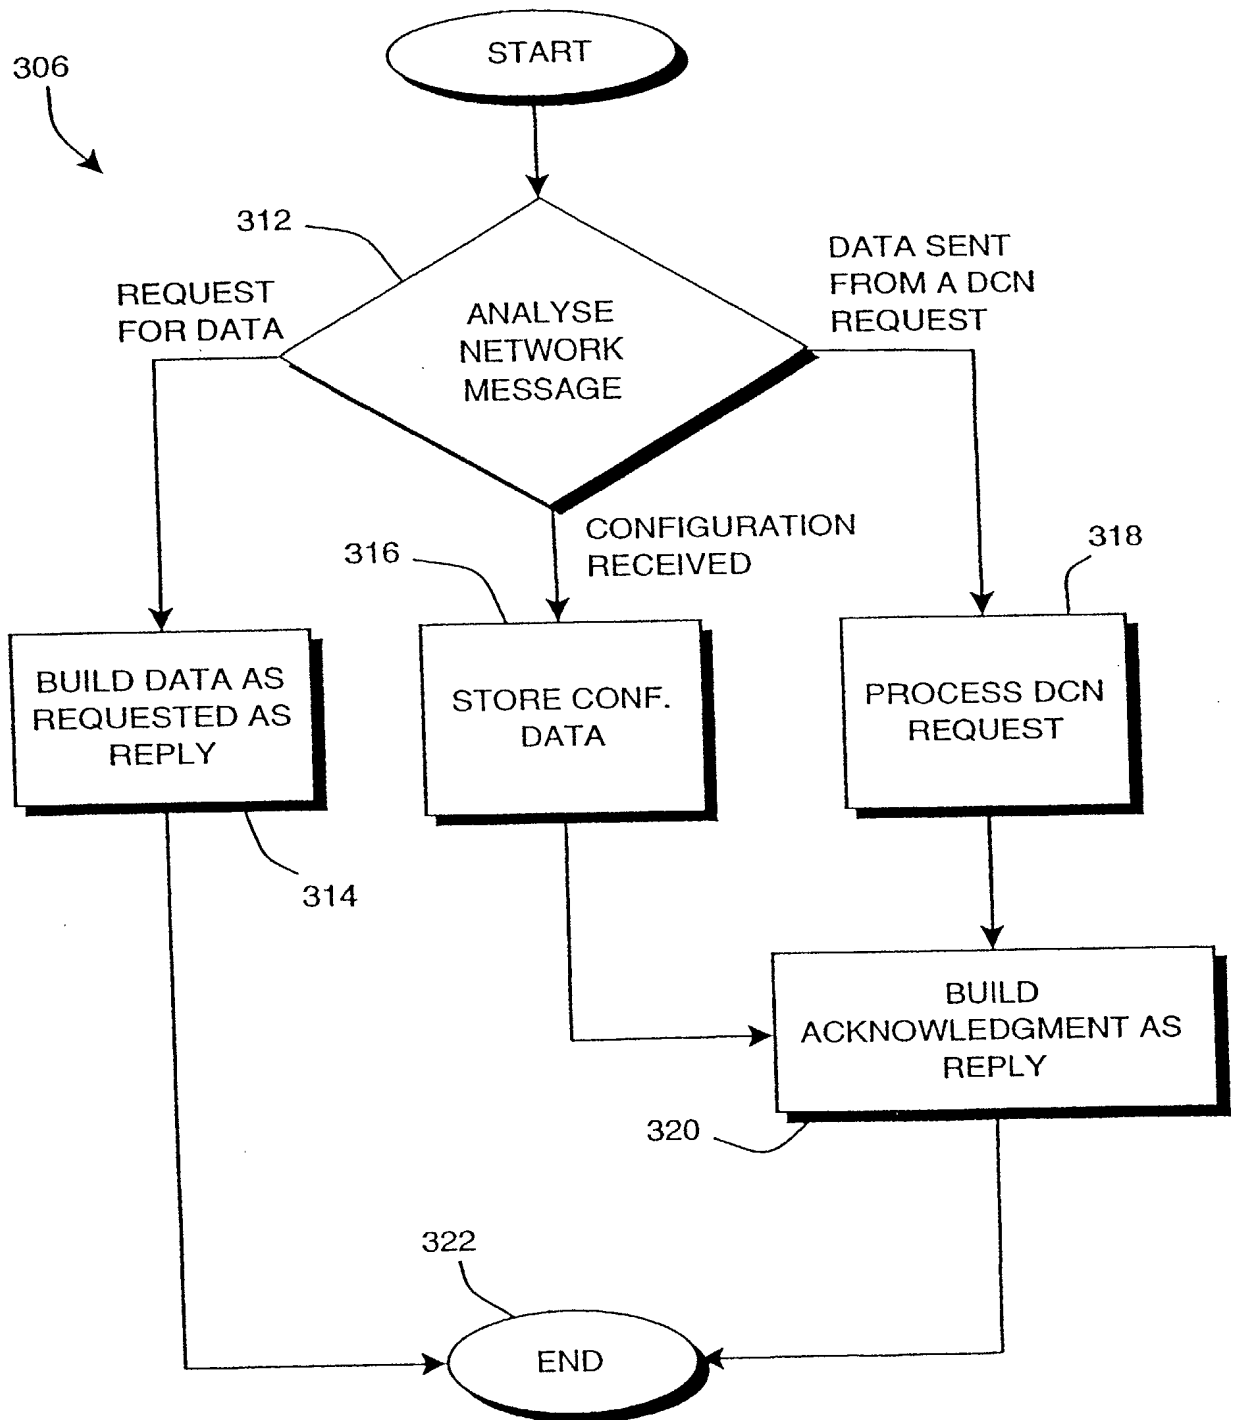 START
306
312
DATA SENT
FROM A DCN
REQUEST
REQUEST
FOR DATA
ANALYSE
NETWORK
MESSAGE
CONFIGURATION
RECEIVED
316
318
BUILD DATA AS
REQUESTED AS
REPLY
STORE CONF.
DATA
PROCESS DCN
REQUEST
314
BUILD
ACKNOWLEDGMENT AS
REPLY
320
322
END